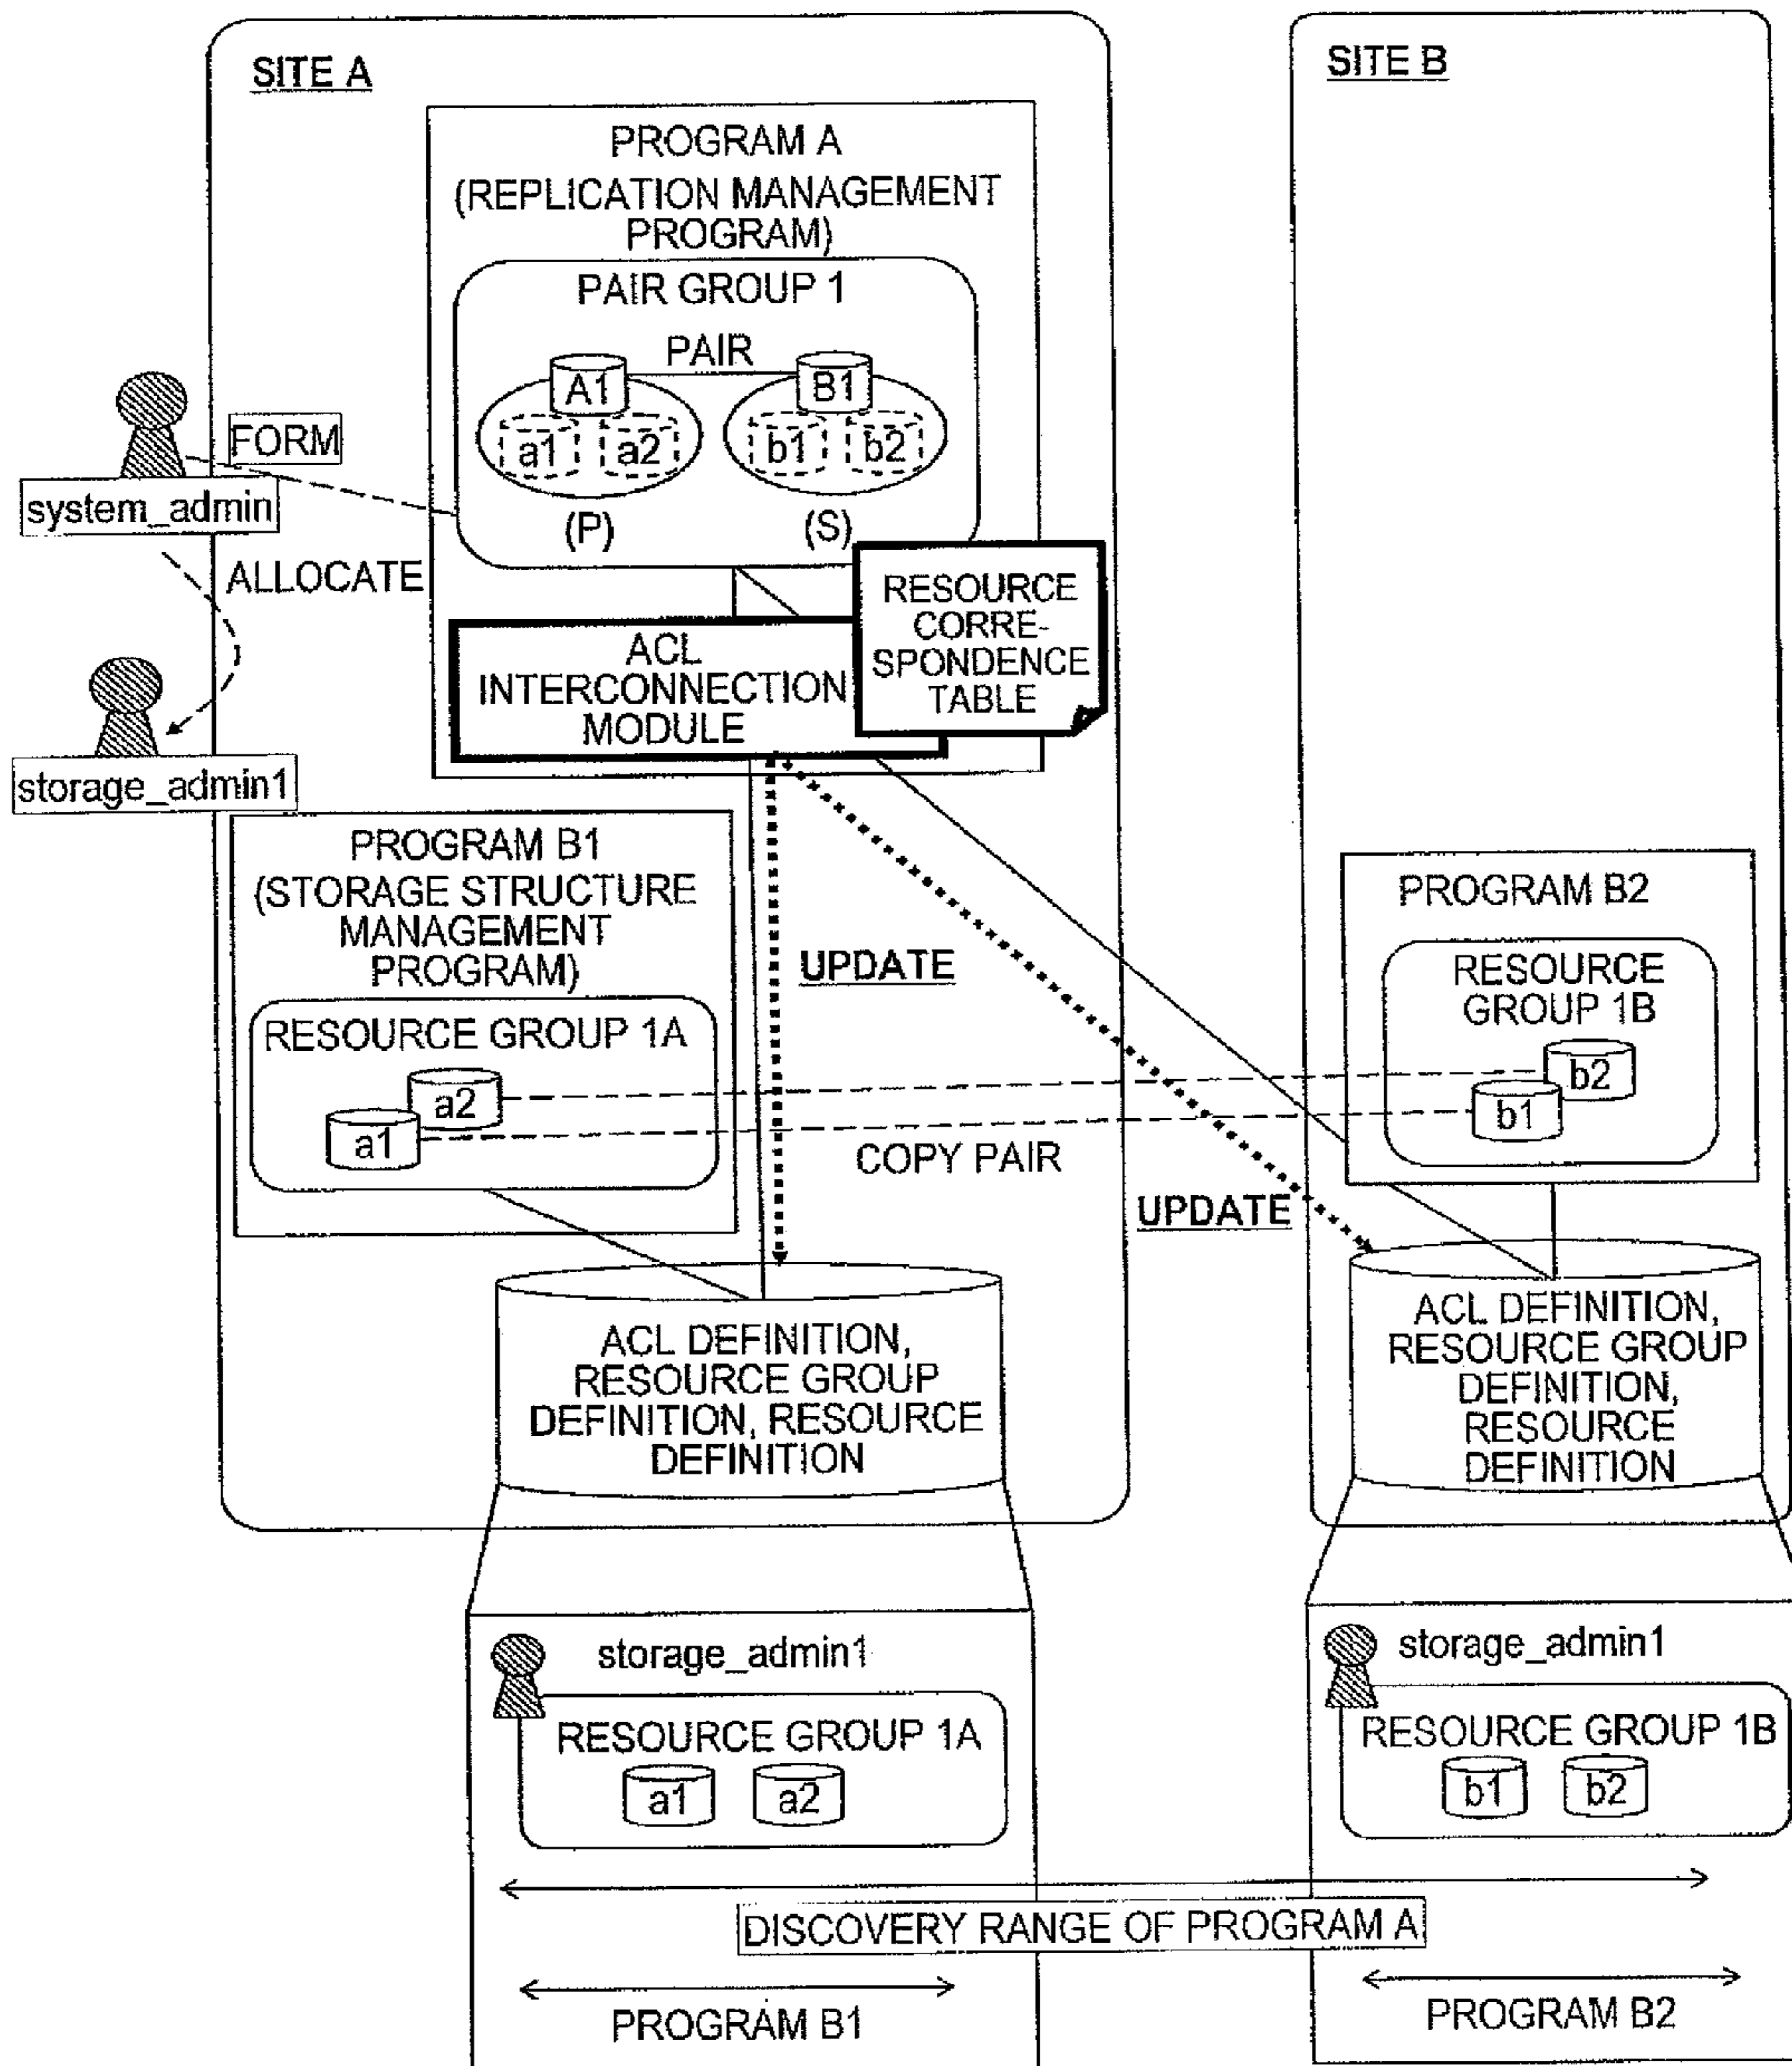 SITE A
SITE B
PROGRAM A
(REPLICATION MANAGEMENT
PROGRAM)
PAIR GROUP 1
PAIR
A1
B1
a1
a2
b1
b2
(P)
(S)
FORM
system_admin
ALLOCATE
storage_admin1
RESOURCE
CORRE-
SPONDENCE
TABLE
ACL
INTERCONNECTION
MODULE
PROGRAM B1
(STORAGE STRUCTURE
MANAGEMENT
PROGRAM)
RESOURCE GROUP 1A
a2
a1
UPDATE
COPY PAIR
UPDATE
PROGRAM B2
RESOURCE
GROUP 1B
b2
b1
ACL DEFINITION,
RESOURCE GROUP
DEFINITION, RESOURCE
DEFINITION
ACL DEFINITION,
RESOURCE GROUP
DEFINITION,
RESOURCE
DEFINITION
storage_admin1
RESOURCE GROUP 1A
a1
a2
storage_admin1
RESOURCE GROUP 1B
b1
b2
DISCOVERY RANGE OF PROGRAM A
PROGRAM B1
PROGRAM B2